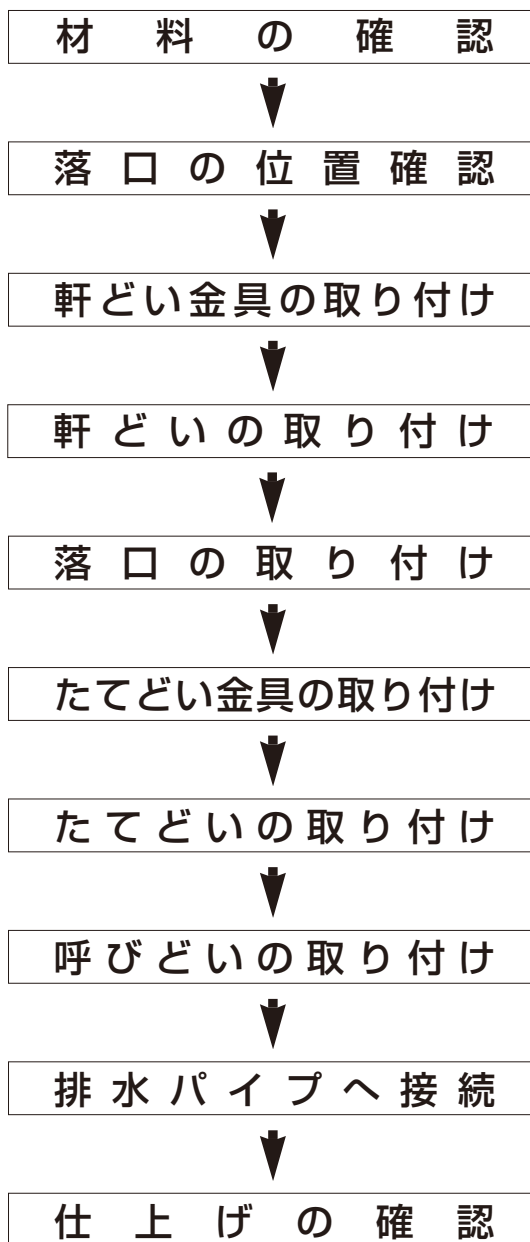 材料の確認
落口の位置確認
軒どい金具の取り付け
軒どいの取り付け
落口の取り付け
たてどい金具の取り付け
たてどいの取り付け
呼びどいの取り付け
排水パイプへ接続
仕上げの確認